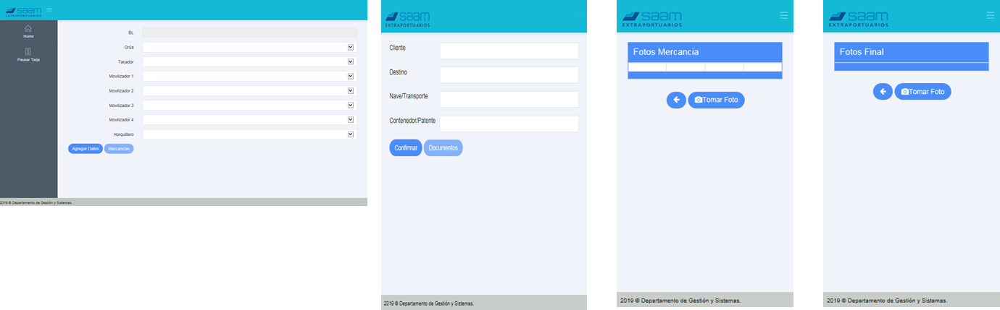 saam
EXTRAPORTUARIOS
Home
Pausar Tarja
BL
Grúa
Tarjador
Movilizador 1
Movilizador 2
Movilizador 3
Movilizador 4
Horquillero
Agregar Datos
Mercancias
2019 © Departamento de Gestión y Sistemas.
saam
EXTRAPORTUARIOS
Cliente
Destino
Nave/Transporte
Contenedor/Patente
Confirmar
Documentos
2019 © Departamento de Gestión y Sistemas.
saam
EXTRAPORTUARIOS
Fotos Mercancia
Tomar Foto
2019 © Departamento de Gestión y Sistemas.
saam
EXTRAPORTUARIOS
Fotos Final
Tomar Foto
2019 © Departamento de Gestión y Sistemas.